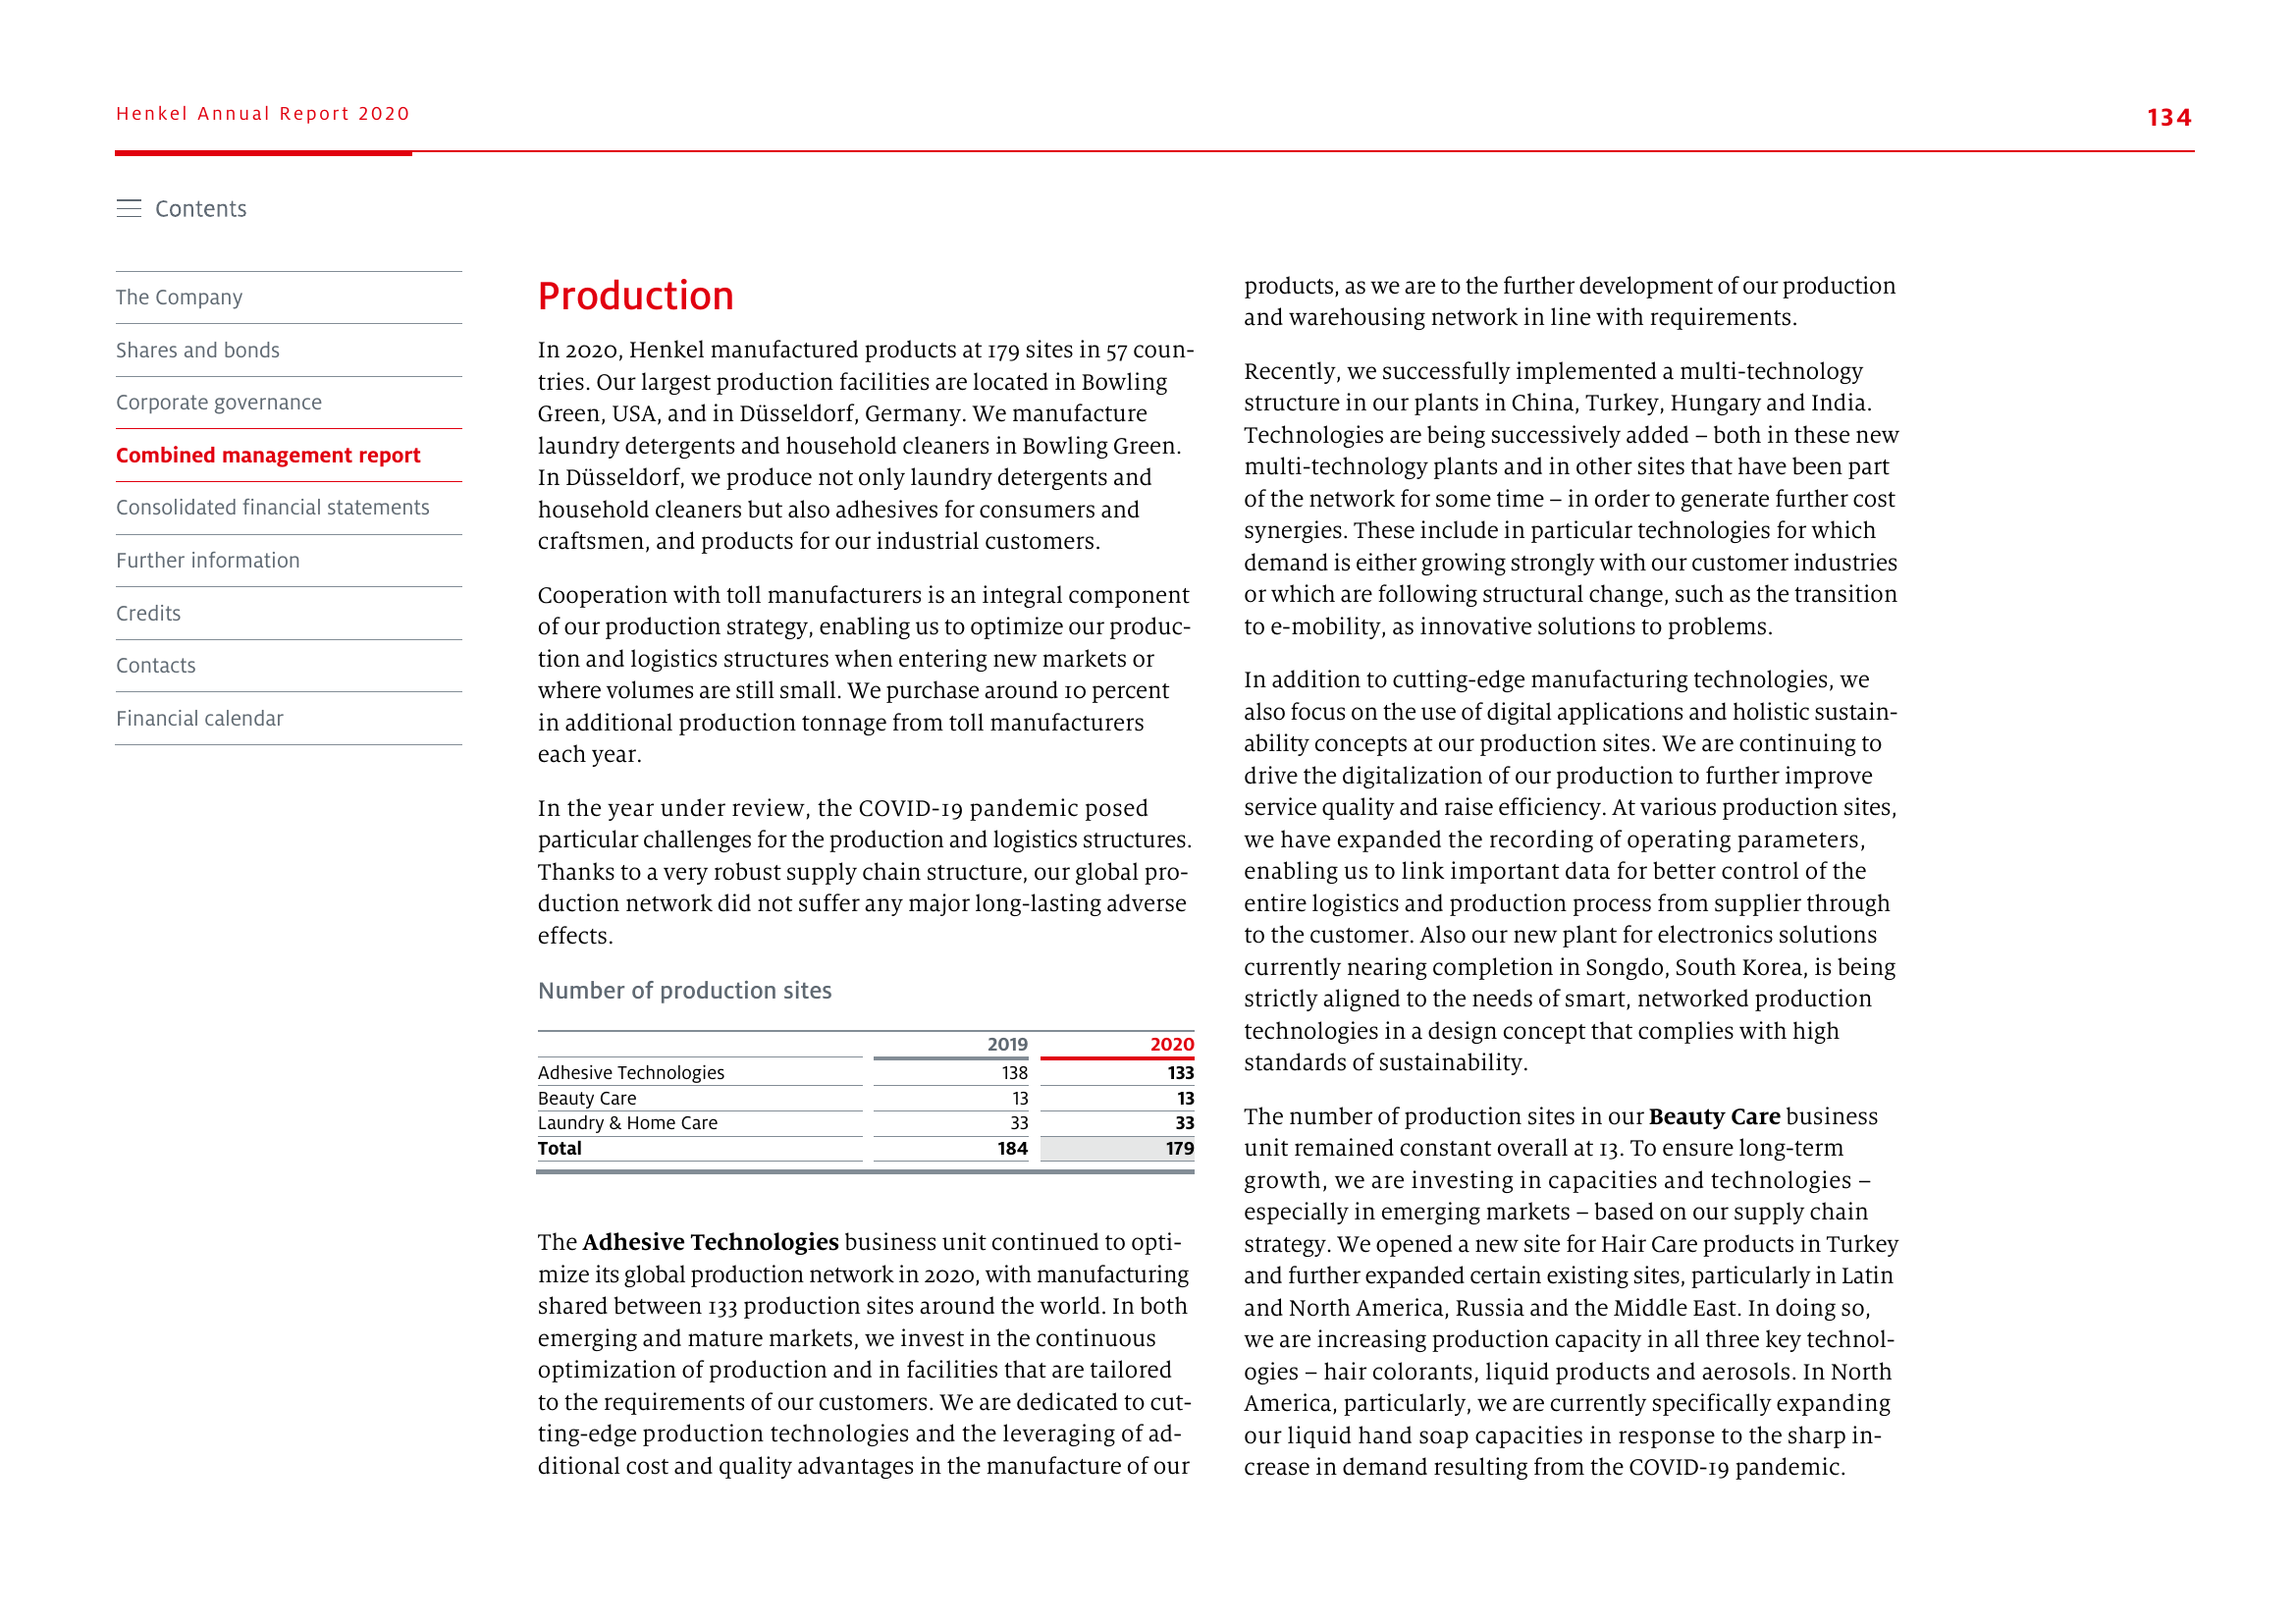 Henkel Annual Report 2020
134
Contents
The Company
Shares and bonds
Corporate governance
Combined management report
Consolidated financial statements
Further information
Credits
Contacts
Financial calendar
Production
In 2020, Henkel manufactured products at 179 sites in 57 coun-
tries. Our largest production facilities are located in Bowling
Green, USA, and in Düsseldorf, Germany. We manufacture
laundry detergents and household cleaners in Bowling Green.
In Düsseldorf, we produce not only laundry detergents and
household cleaners but also adhesives for consumers and
craftsmen, and products for our industrial customers.
Cooperation with toll manufacturers is an integral component
of our production strategy, enabling us to optimize our produc-
tion and logistics structures when entering new markets or
where volumes are still small. We purchase around 10 percent
in additional production tonnage from toll manufacturers
each year.
In the year under review, the COVID-19 pandemic posed
particular challenges for the production and logistics structures.
Thanks to a very robust supply chain structure, our global pro-
duction network did not suffer any major long-lasting adverse
effects.
Number of production sites
2019 2020
Adhesive Technologies 138 133
Beauty Care 13 13
Laundry & Home Care 33 33
Total 184 179
The Adhesive Technologies business unit continued to opti-
mize its global production network in 2020, with manufacturing
shared between 133 production sites around the world. In both
emerging and mature markets, we invest in the continuous
optimization of production and in facilities that are tailored
to the requirements of our customers. We are dedicated to cut-
ting-edge production technologies and the leveraging of ad-
ditional cost and quality advantages in the manufacture of our
products, as we are to the further development of our production
and warehousing network in line with requirements.
Recently, we successfully implemented a multi-technology
structure in our plants in China, Turkey, Hungary and India.
Technologies are being successively added – both in these new
multi-technology plants and in other sites that have been part
of the network for some time – in order to generate further cost
synergies. These include in particular technologies for which
demand is either growing strongly with our customer industries
or which are following structural change, such as the transition
to e-mobility, as innovative solutions to problems.
In addition to cutting-edge manufacturing technologies, we
also focus on the use of digital applications and holistic sustain-
ability concepts at our production sites. We are continuing to
drive the digitalization of our production to further improve
service quality and raise efficiency. At various production sites,
we have expanded the recording of operating parameters,
enabling us to link important data for better control of the
entire logistics and production process from supplier through
to the customer. Also our new plant for electronics solutions
currently nearing completion in Songdo, South Korea, is being
strictly aligned to the needs of smart, networked production
technologies in a design concept that complies with high
standards of sustainability.
The number of production sites in our Beauty Care business
unit remained constant overall at 13. To ensure long-term
growth, we are investing in capacities and technologies –
especially in emerging markets – based on our supply chain
strategy. We opened a new site for Hair Care products in Turkey
and further expanded certain existing sites, particularly in Latin
and North America, Russia and the Middle East. In doing so,
we are increasing production capacity in all three key technol-
ogies – hair colorants, liquid products and aerosols. In North
America, particularly, we are currently specifically expanding
our liquid hand soap capacities in response to the sharp in-
crease in demand resulting from the COVID-19 pandemic.